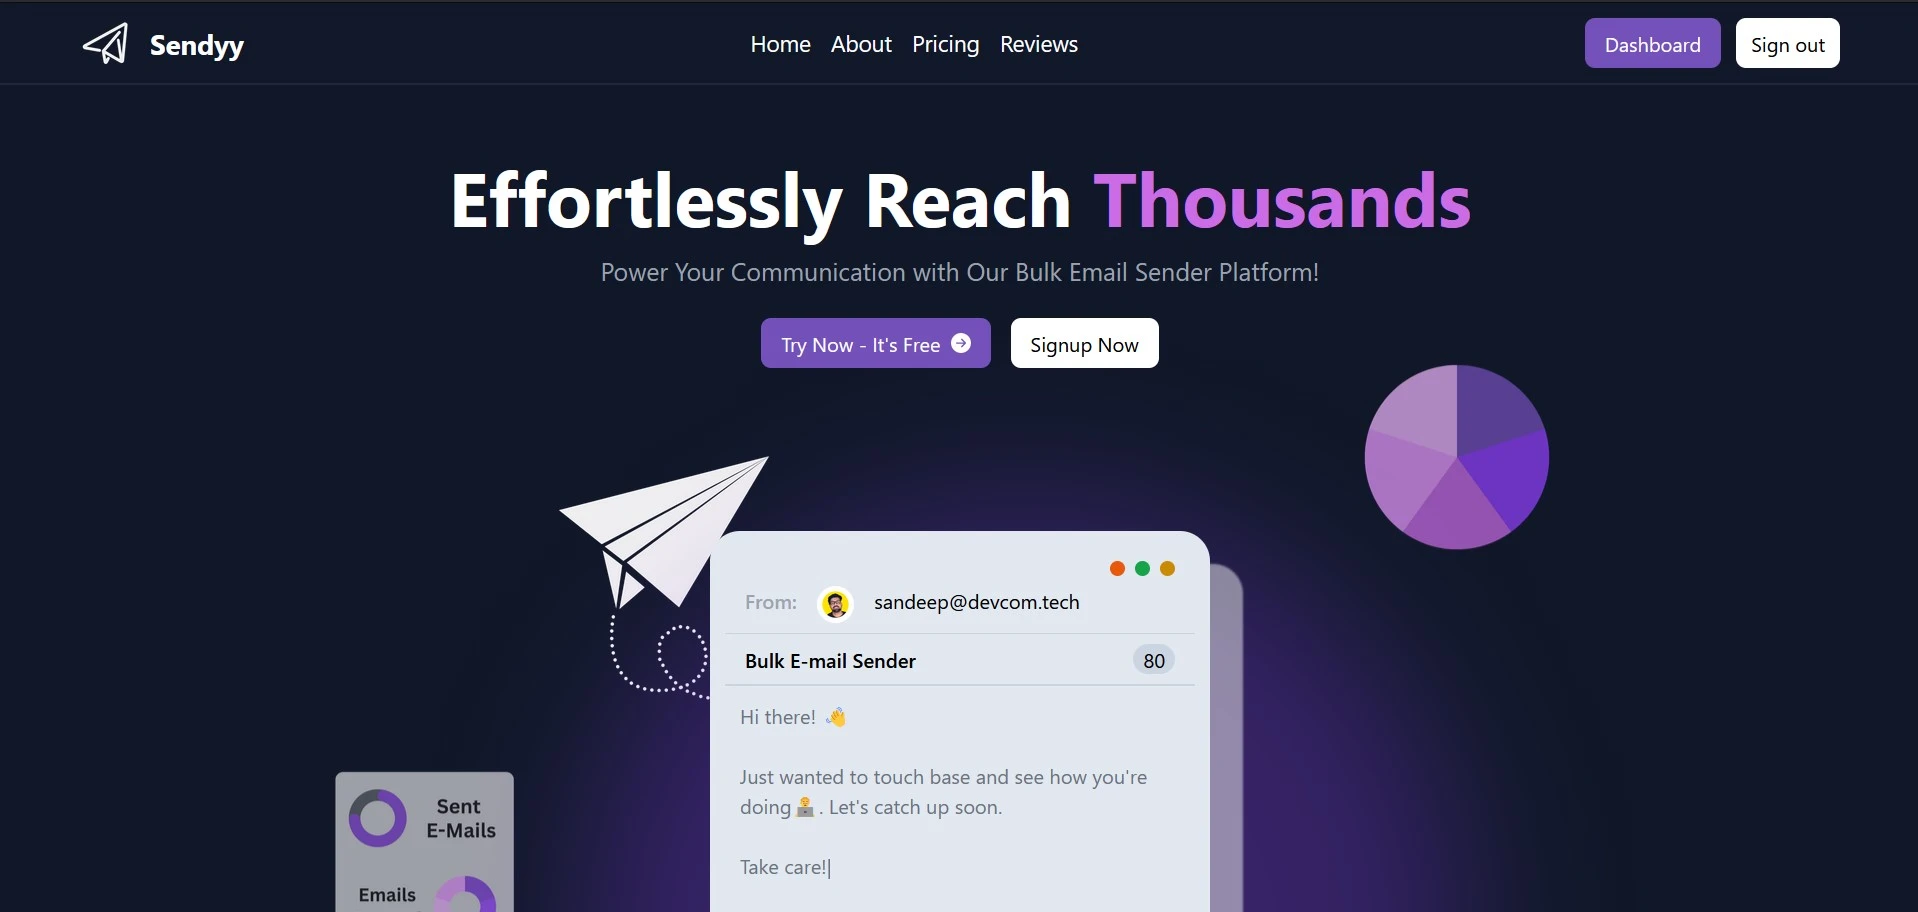 Sendyy
Home About Pricing Reviews
Dashboard
Sign out
Effortlessly Reach Thousands
Power Your Communication with Our Bulk Email Sender Platform!
Try Now - It's Free
Signup Now
From: sandeep@devcom.tech
Bulk E-mail Sender 80
Hi there! 👋
Just wanted to touch base and see how you're
doing🧑‍💻. Let's catch up soon.
Take care!|
Sent
E-Mails
Emails